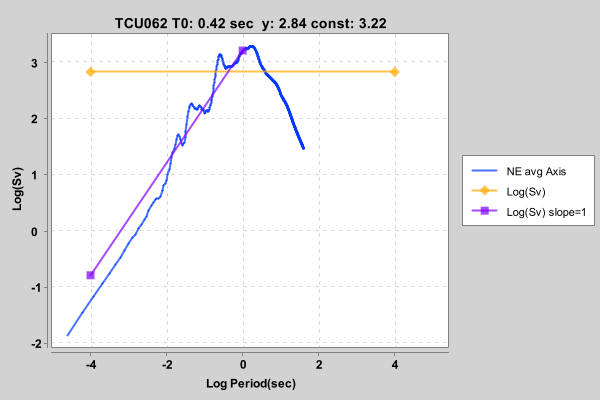 TCU062 T0: 0.42 sec  y: 2.84 const: 3.22
3
2
1
0
-1
-2
Log(Sv)
-4
-2
0
2
4
Log Period(sec)
NE avg Axis
Log(Sv)
Log(Sv) slope=1